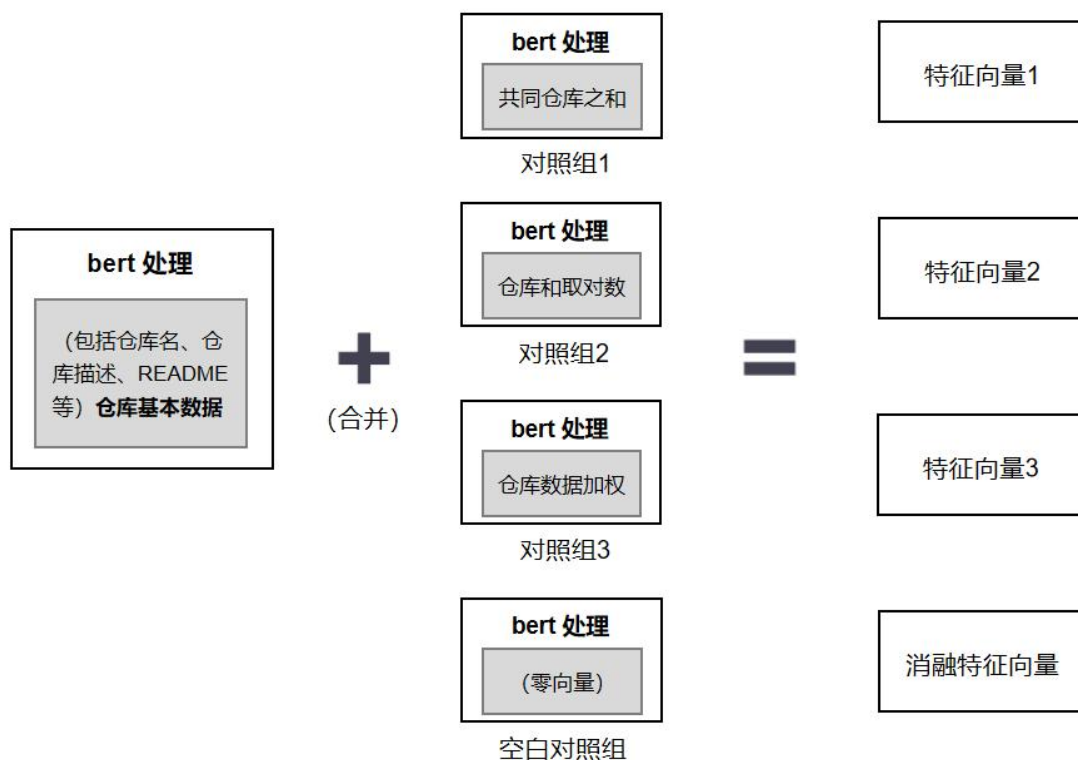 bert 处理
(包括仓库名、仓
库描述、README
等) 仓库基本数据
(合并)
bert 处理
共同仓库之和
对照组1
bert 处理
仓库和取对数
对照组2
bert 处理
仓库数据加权
对照组3
bert 处理
(零向量)
空白对照组
特征向量1
特征向量2
特征向量3
消融特征向量